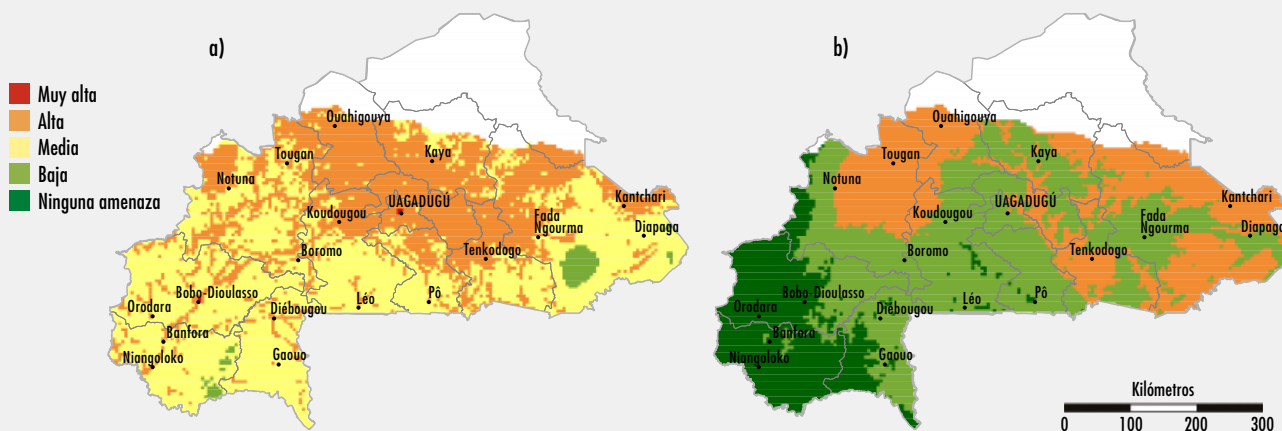 a)
b)
Muy alta
Alta
Media
Baja
Ninguna amenaza
Ouahigouya
Tougan
Kaya
Notuna
UAGADUGÚ
Koudougou
Kantchari
Fada
Ngourma
Diapaga
Boromo
Tenkodogo
Bobo-Dioulasso
Orodara
Diébougou
Léo
Pô
Banfora
Niangoloko
Gaouo
Ouahigouya
Tougan
Kaya
Notuna
UAGADUGÚ
Koudougou
Kantchari
Fada
Ngourma
Diapaga
Boromo
Tenkodogo
Bobo-Dioulasso
Orodara
Diébougou
Léo
Pô
Banfora
Niangoloko
Gaouo
Kilómetros
0 100 200 300